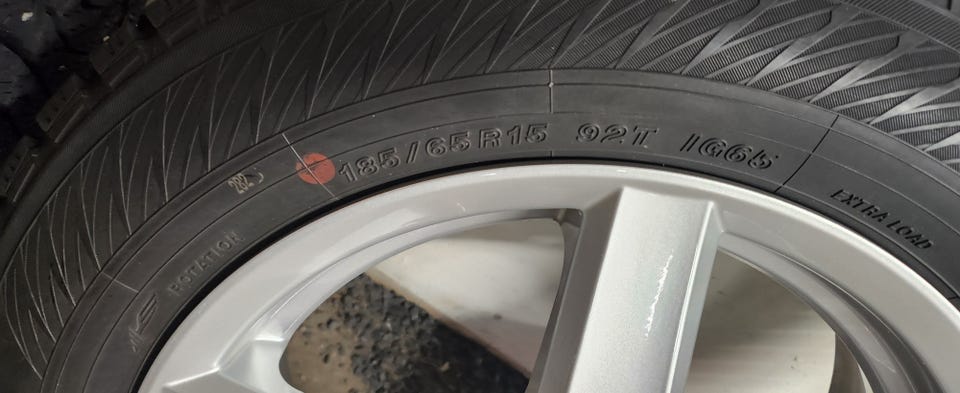 185/65R15 92T IG65
EXTRA LOAD
ROTATION